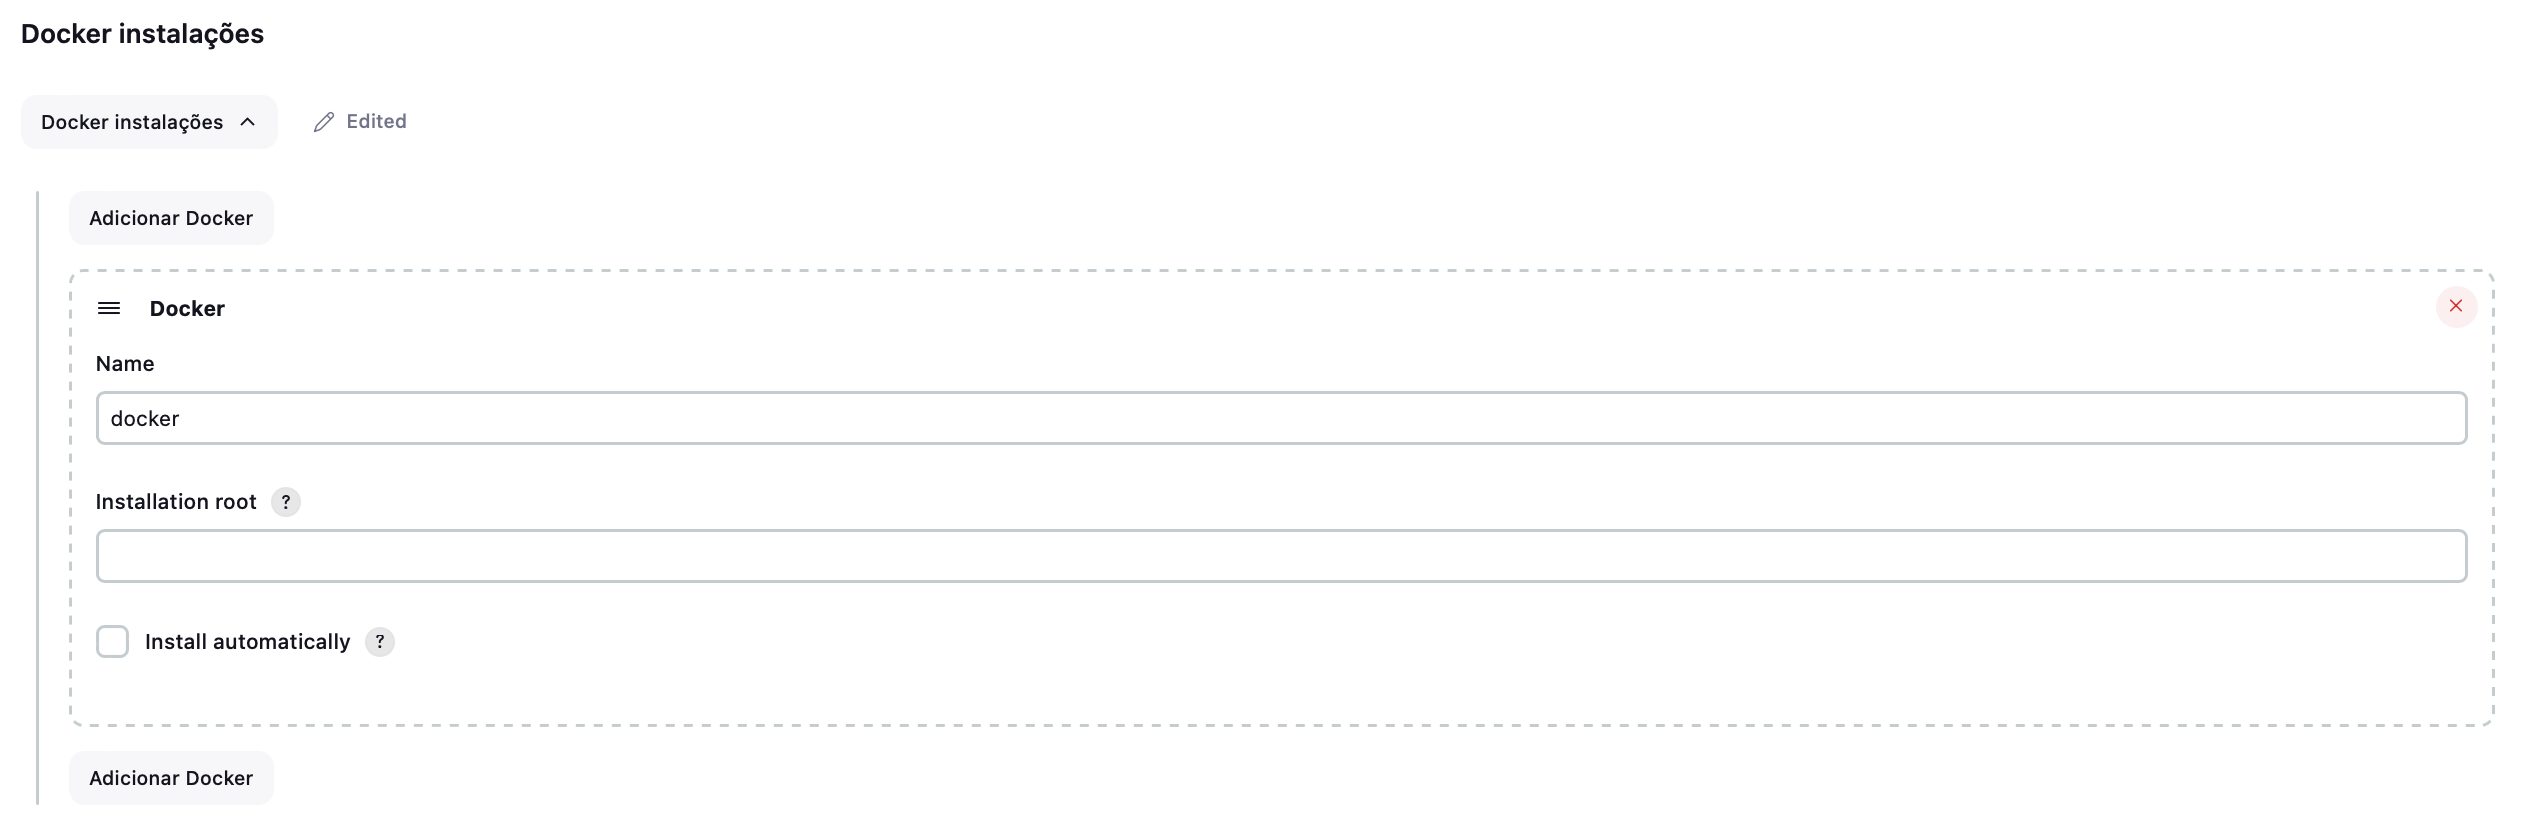 Docker instalações
Docker instalações
Edited
Adicionar Docker
Docker
Name
docker
Installation root ?
Install automatically ?
Adicionar Docker